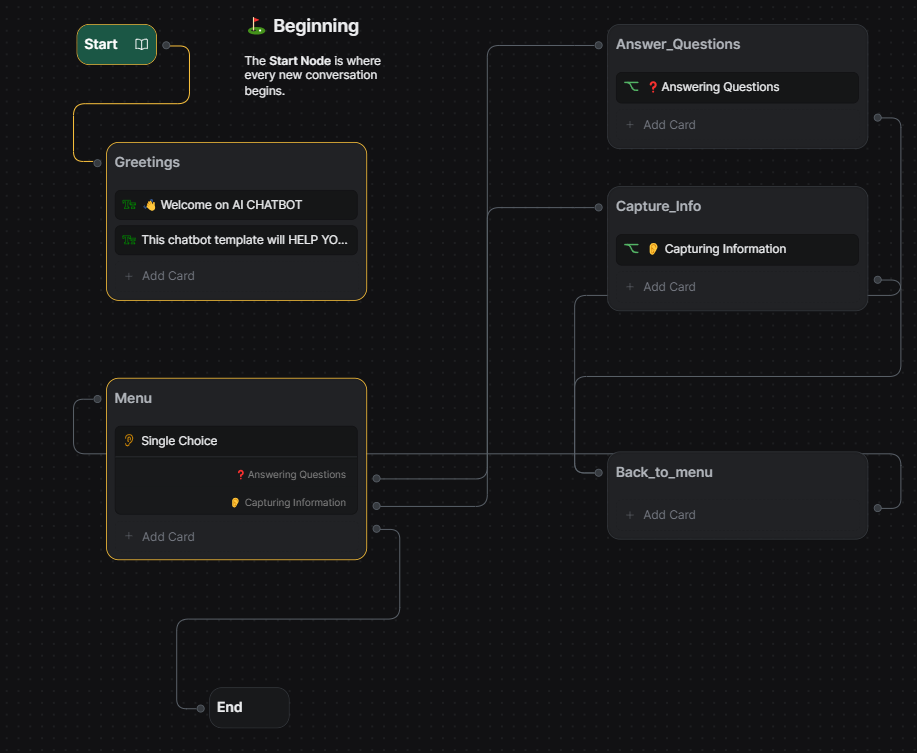 Start
Beginning
The Start Node is where
every new conversation
begins.
Greetings
👋 Welcome on AI CHATBOT
This chatbot template will HELP YO...
+ Add Card
Menu
Single Choice
❓ Answering Questions
👂 Capturing Information
+ Add Card
End
Answer_Questions
❓ Answering Questions
+ Add Card
Capture_Info
👂 Capturing Information
+ Add Card
Back_to_menu
+ Add Card